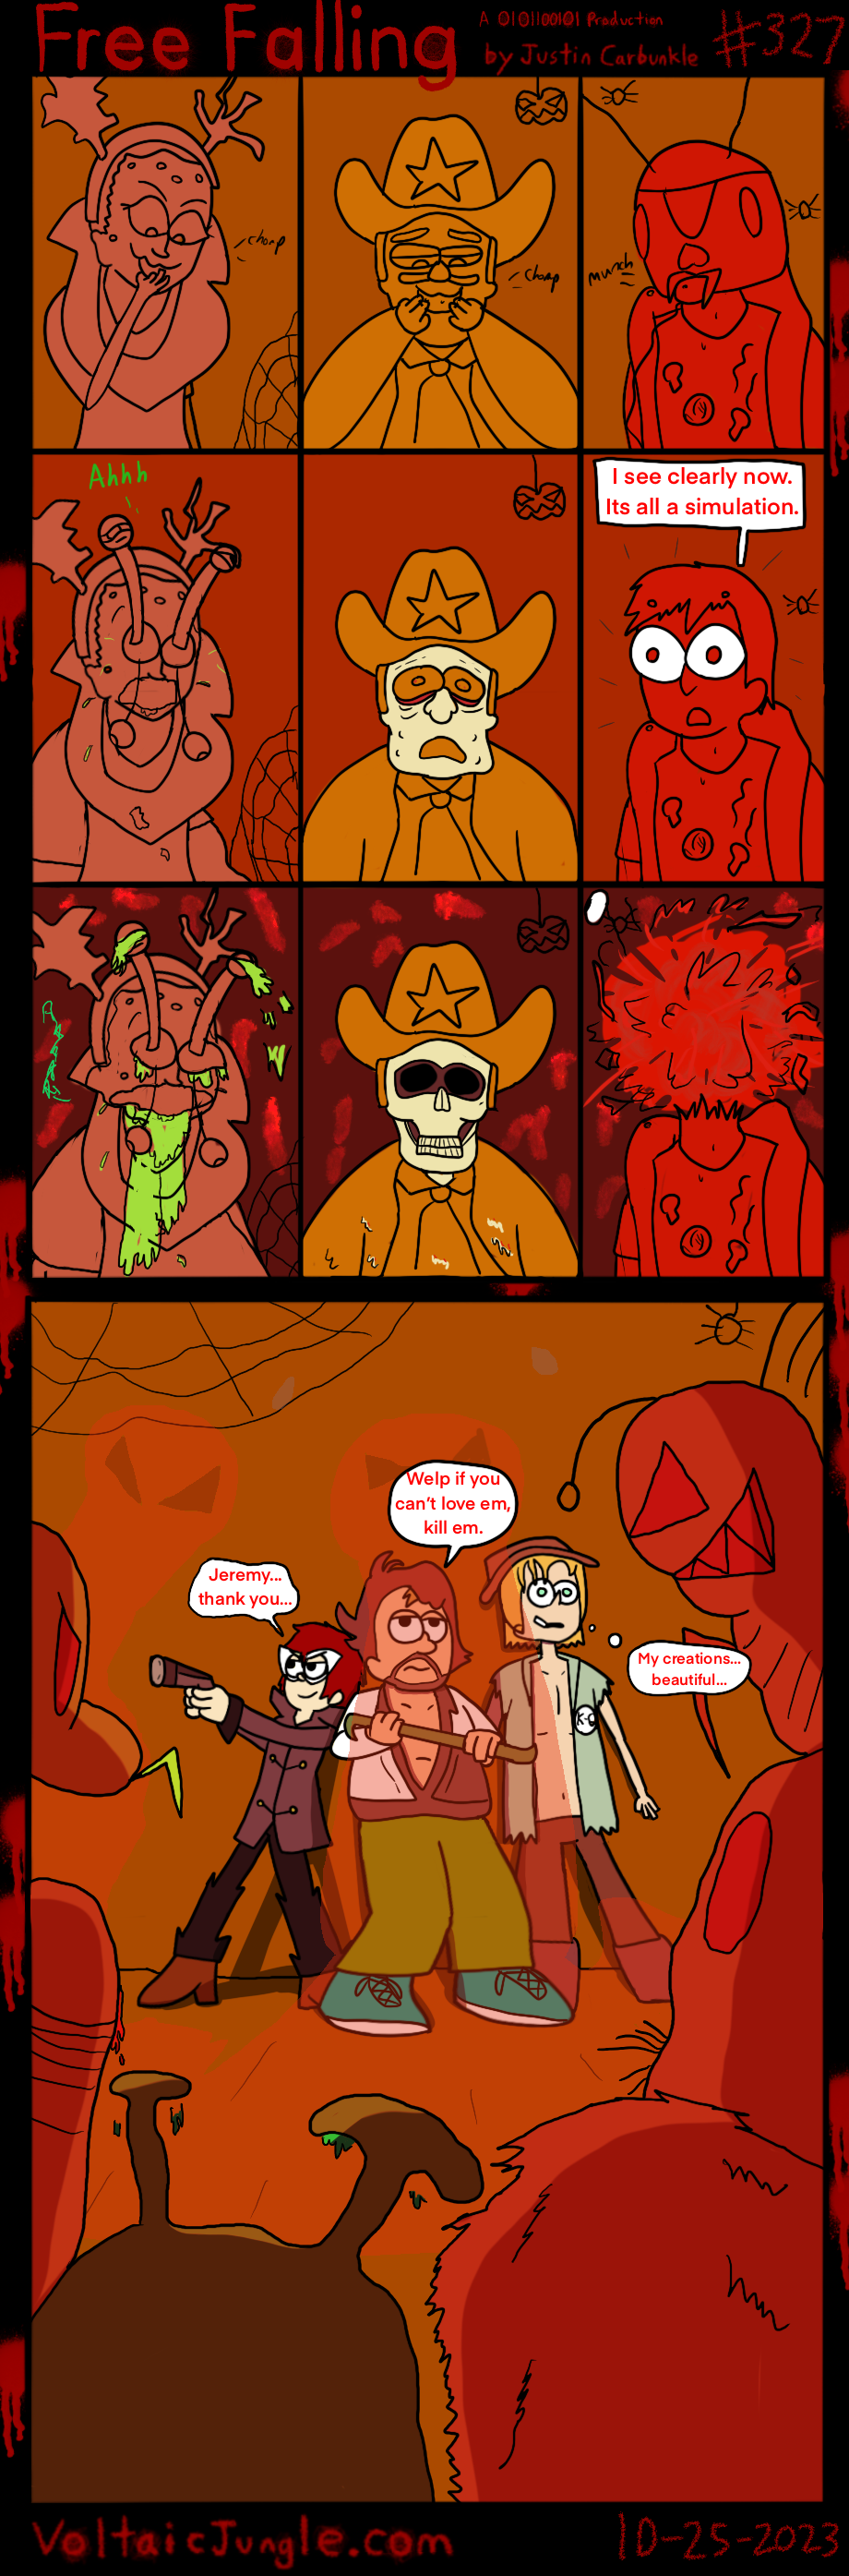 Free Falling
A 0101100101 Production
by Justin Carbunkle
#327
chomp
chomp
munch
Ahhh
I see clearly now.
Its all a simulation.
Welp if you
can't love em,
kill em.
Jeremy...
thank you...
My creations...
beautiful...
K-O
VoltaicJungle.com
10-25-2023